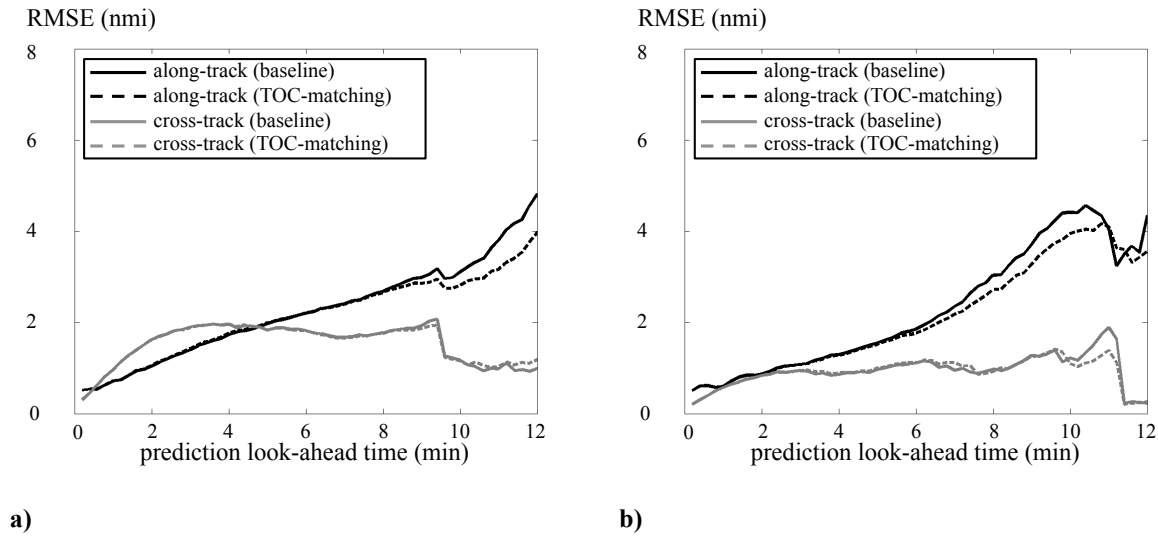 RMSE (nmi)
8
6
4
2
0
along-track (baseline)
along-track (TOC-matching)
cross-track (baseline)
cross-track (TOC-matching)
0 2 4 6 8 10 12
prediction look-ahead time (min)
a)
RMSE (nmi)
8
6
4
2
0
along-track (baseline)
along-track (TOC-matching)
cross-track (baseline)
cross-track (TOC-matching)
0 2 4 6 8 10 12
prediction look-ahead time (min)
b)